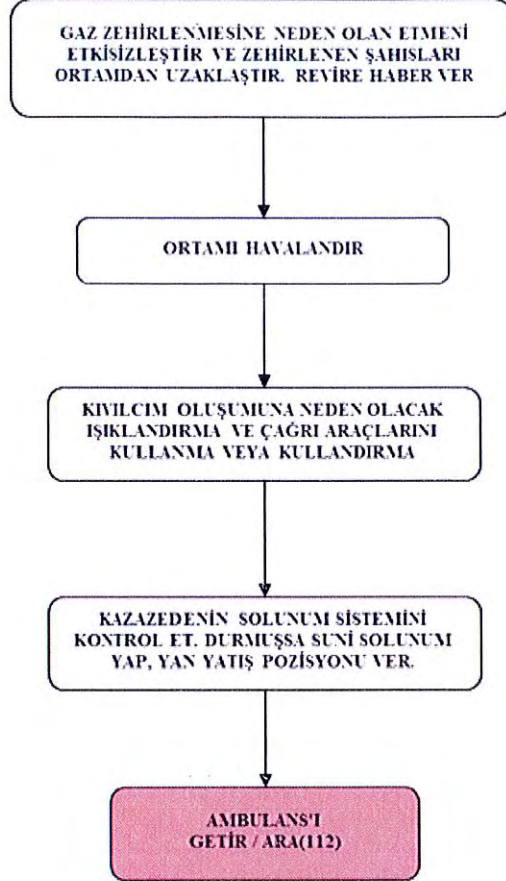 GAZ ZEHİRLENMESİNE NEDEN OLAN ETMENİ
ETKİSİZLEŞTİR VE ZEHİRLENEN ŞAHISLARI
ORTAMDAN UZAKLAŞTIR. REVİRE HABER VER
ORTAMI HAVALANDIR
KIVILCIM OLUŞUMUNA NEDEN OLACAK
IŞIKLANDIRMA VE ÇAĞRI ARAÇLARINI
KULLANMA VEYA KULLANDIRMA
KAZAZEDENİN SOLUNUM SİSTEMİNİ
KONTROL ET. DURMUŞSA SUNİ SOLUNUM
YAP, YAN YATIŞ POZİSYONU VER.
AMBULANS'I
GETİR / ARA(112)